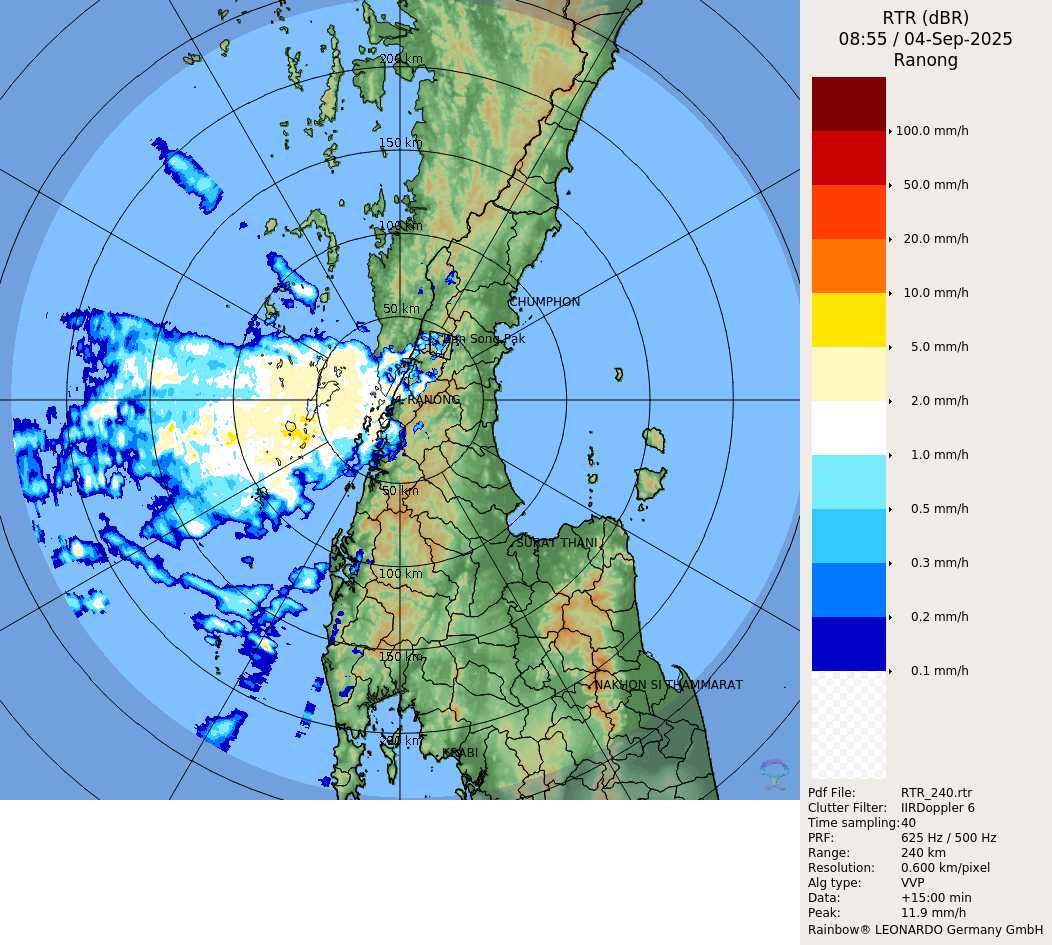 RTR (dBR)
08:55 / 04-Sep-2025
Ranong
200 km
150 km
100 km
50 km
CHUMPHON
Ban Song Pak
RANONG
50 km
SURAT THANI
100 km
150 km
NAKHON SI THAMMARAT
200 km
KRABI
100.0 mm/h
50.0 mm/h
20.0 mm/h
10.0 mm/h
5.0 mm/h
2.0 mm/h
1.0 mm/h
0.5 mm/h
0.3 mm/h
0.2 mm/h
0.1 mm/h
Pdf File: RTR_240.rtr
Clutter Filter: IIRDoppler 6
Time sampling:40
PRF: 625 Hz / 500 Hz
Range: 240 km
Resolution: 0.600 km/pixel
Alg type: VVP
Data: +15:00 min
Peak: 11.9 mm/h
Rainbow® LEONARDO Germany GmbH